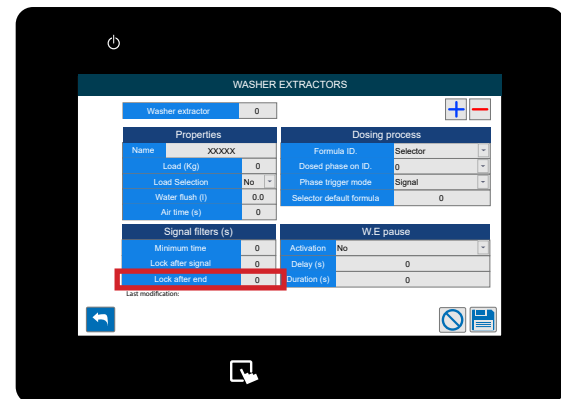 WASHER EXTRACTORS
Washer extractor 0
Properties
Name XXXXX
Load (Kg) 0
Load Selection No
Water flush (l) 0.0
Air time (s) 0
Dosing process
Formula ID. Selector
Dosed phase on ID. 0
Phase trigger mode Signal
Selector default formula 0
Signal filters (s)
Minimum time 0
Lock after signal 0
Lock after end 0
W.E pause
Activation No
Delay (s) 0
Duration (s) 0
Last modification: